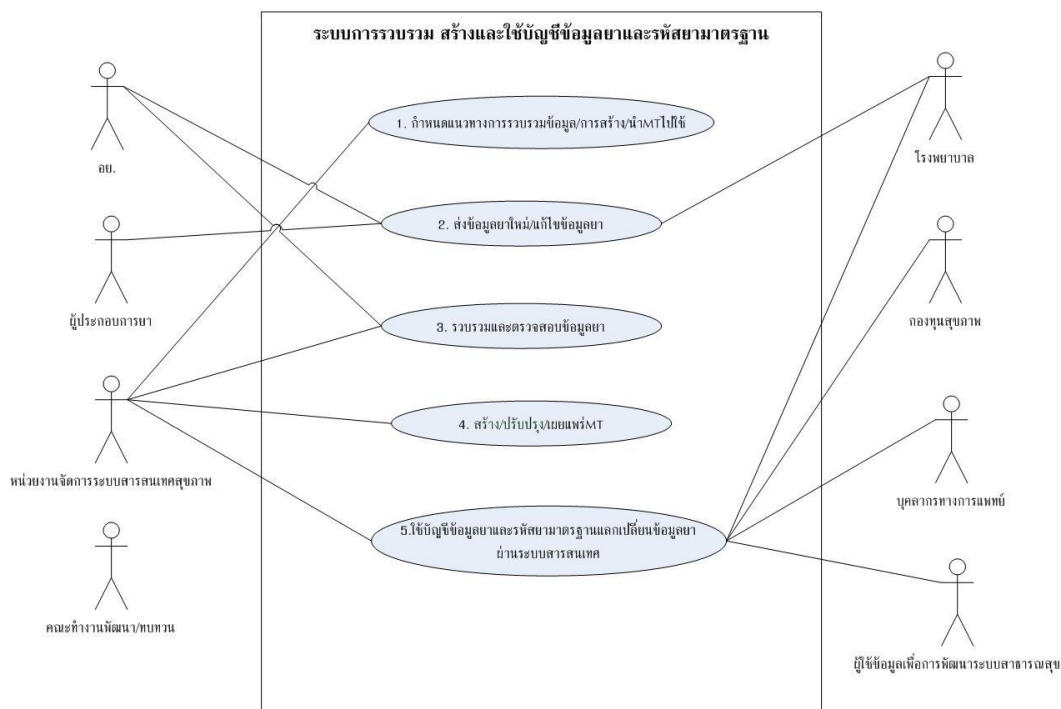 ระบบการรวบรวม สร้างและใช้บัญชีข้อมูลยาและรหัสยามาตรฐาน
อย.
ผู้ประกอบการยา
หน่วยงานจัดการระบบสารสนเทศสุขภาพ
คณะทำงานพัฒนา/ทบทวน
1. กำหนดแนวทางการรวบรวมข้อมูล/การสร้าง/นำMTไปใช้
2. ส่งข้อมูลยาใหม่/แก้ไขข้อมูลยา
3. รวบรวมและตรวจสอบข้อมูลยา
4. สร้าง/ปรับปรุง/เผยแพร่MT
5.ใช้บัญชีข้อมูลยาและรหัสยามาตรฐานแลกเปลี่ยนข้อมูลยา
ผ่านระบบสารสนเทศ
โรงพยาบาล
กองทุนสุขภาพ
บุคลากรทางการแพทย์
ผู้ใช้ข้อมูลเพื่อการพัฒนาระบบสาธารณสุข